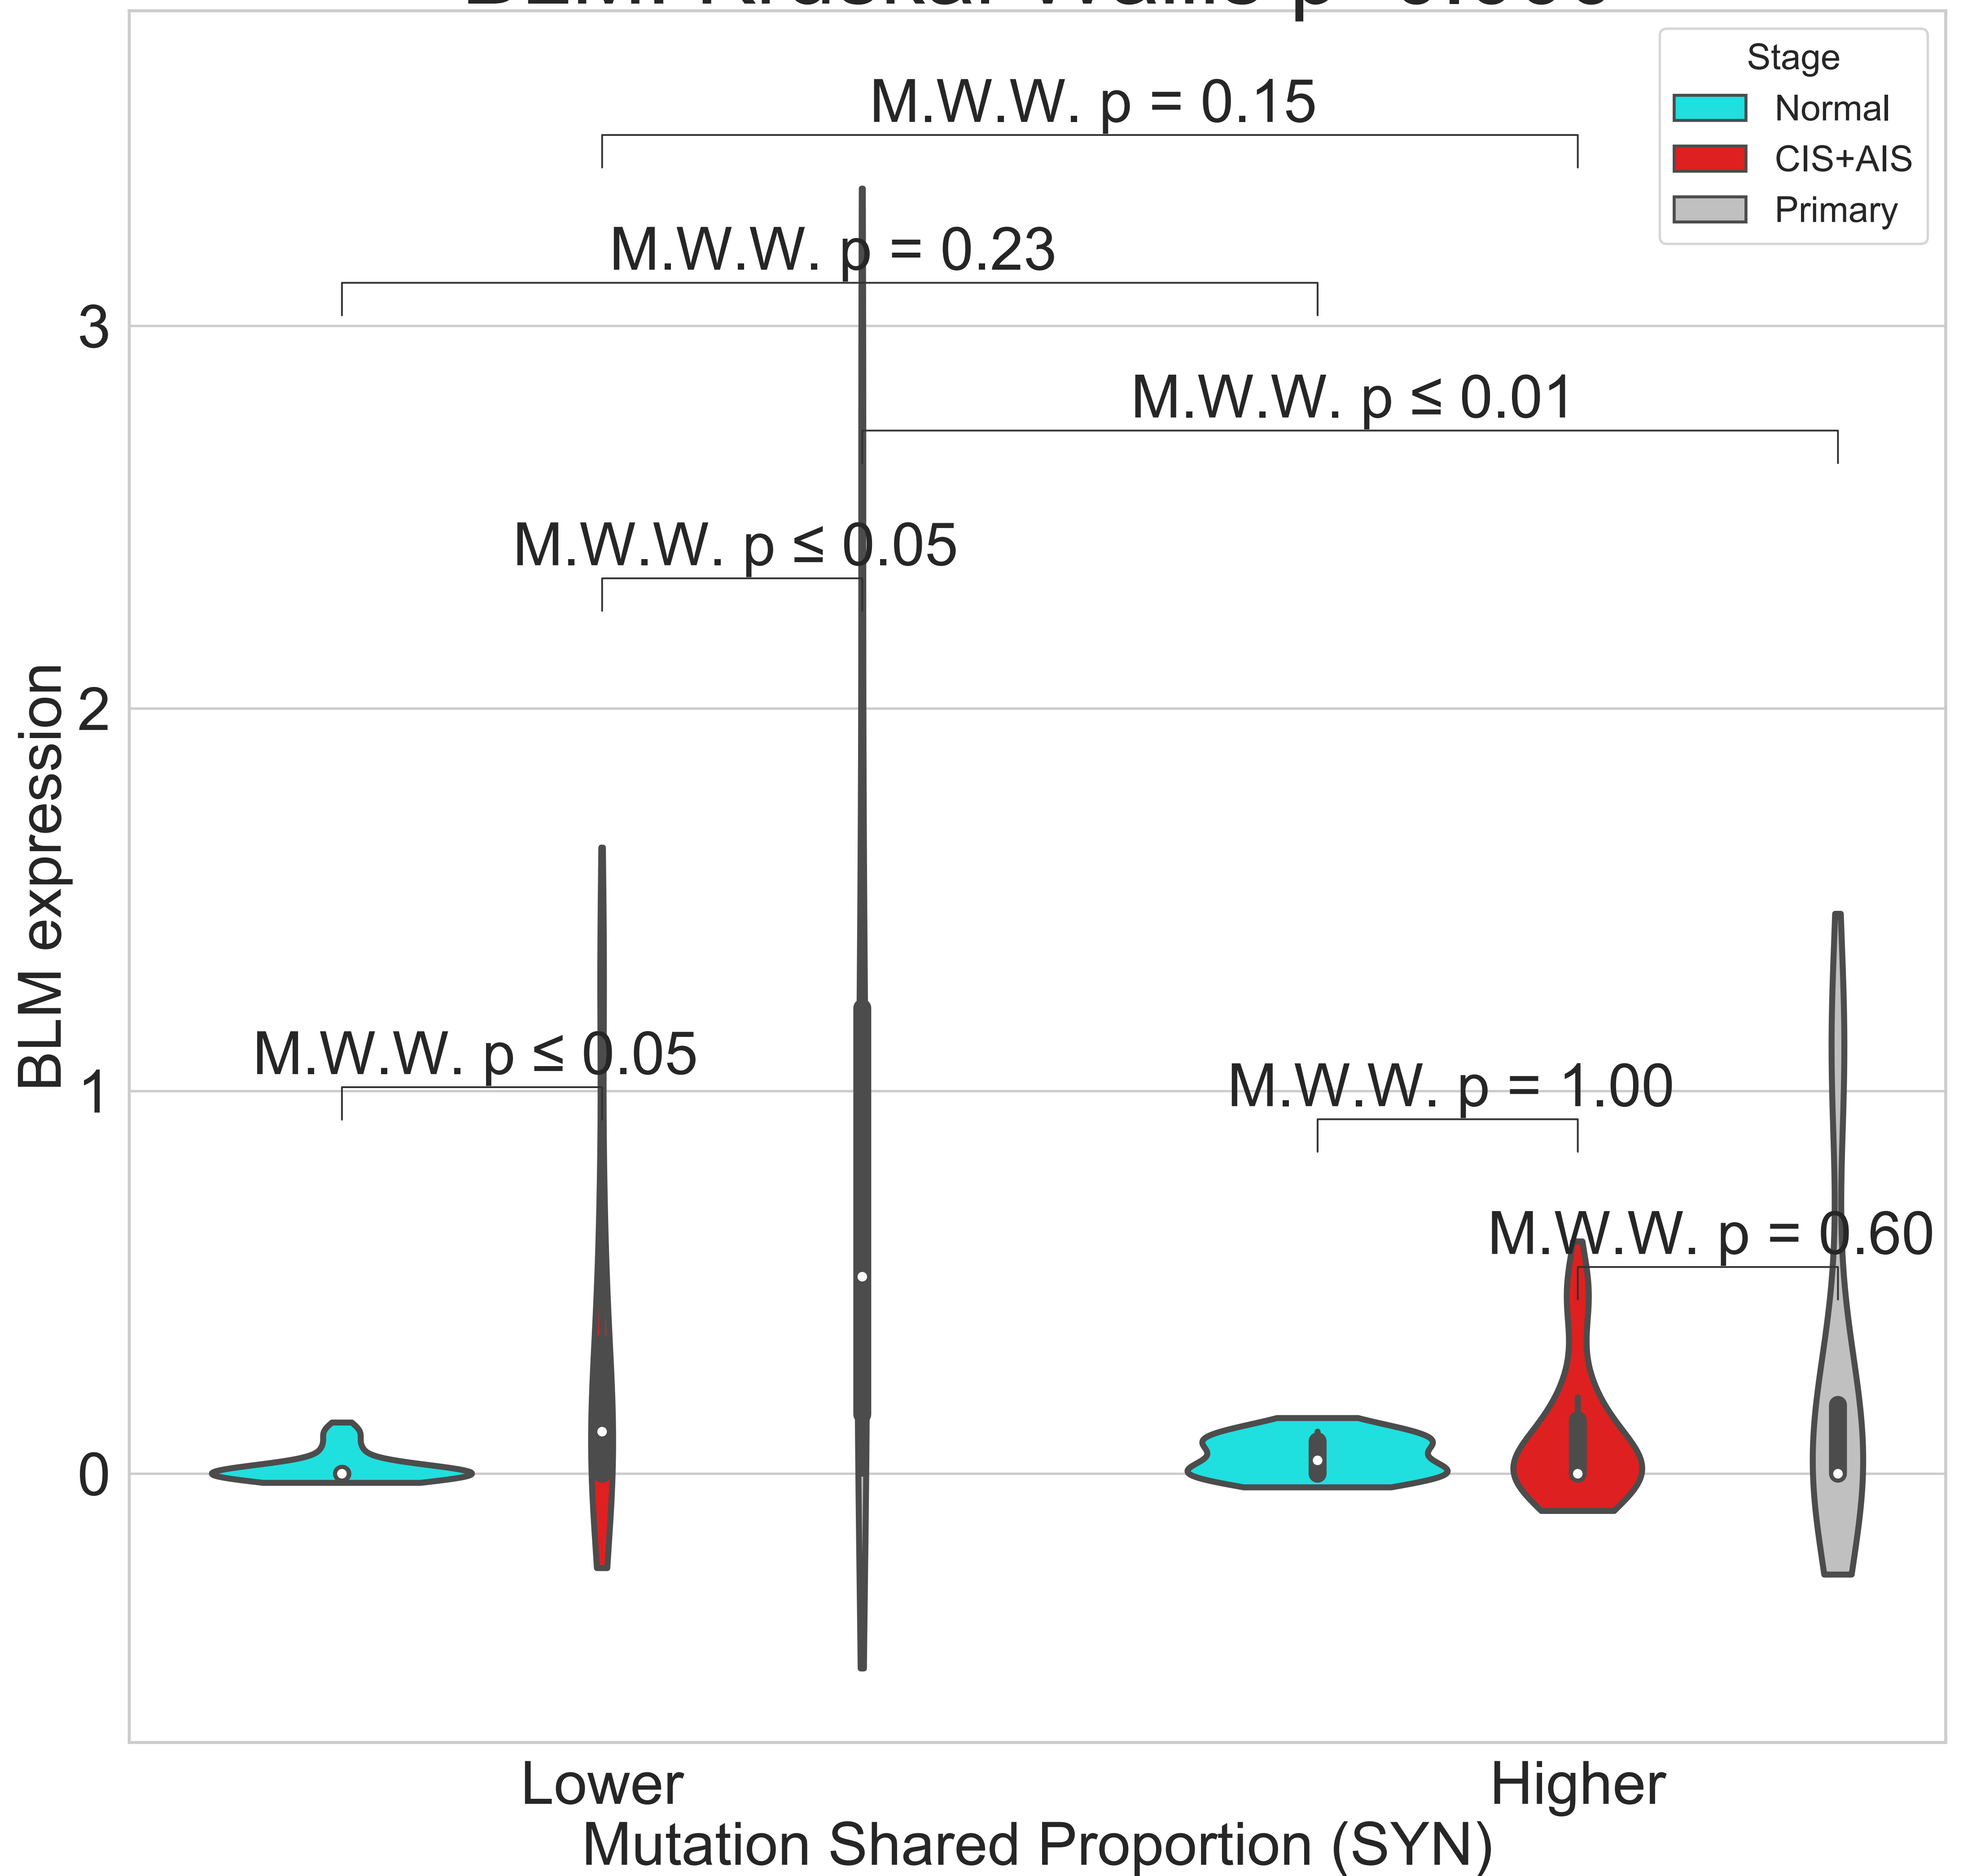 Stage
Normal
CIS+AIS
Primary
M.W.W. p = 0.15
M.W.W. p = 0.23
M.W.W. p ≤ 0.01
M.W.W. p ≤ 0.05
M.W.W. p ≤ 0.05
M.W.W. p = 1.00
M.W.W. p = 0.60
3
2
1
0
BLM expression
Lower
Higher
Mutation Shared Proportion (SYN)